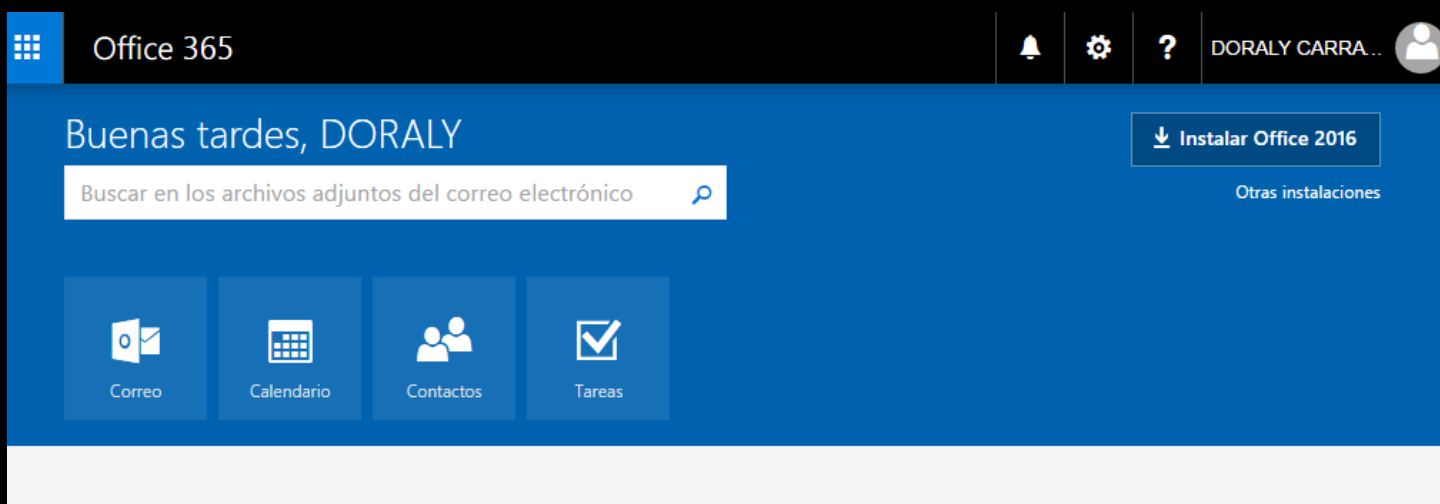 Office 365
? DORALY CARRA...
Buenas tardes, DORALY
Instalar Office 2016
Buscar en los archivos adjuntos del correo electrónico
Otras instalaciones
Correo Calendario Contactos Tareas